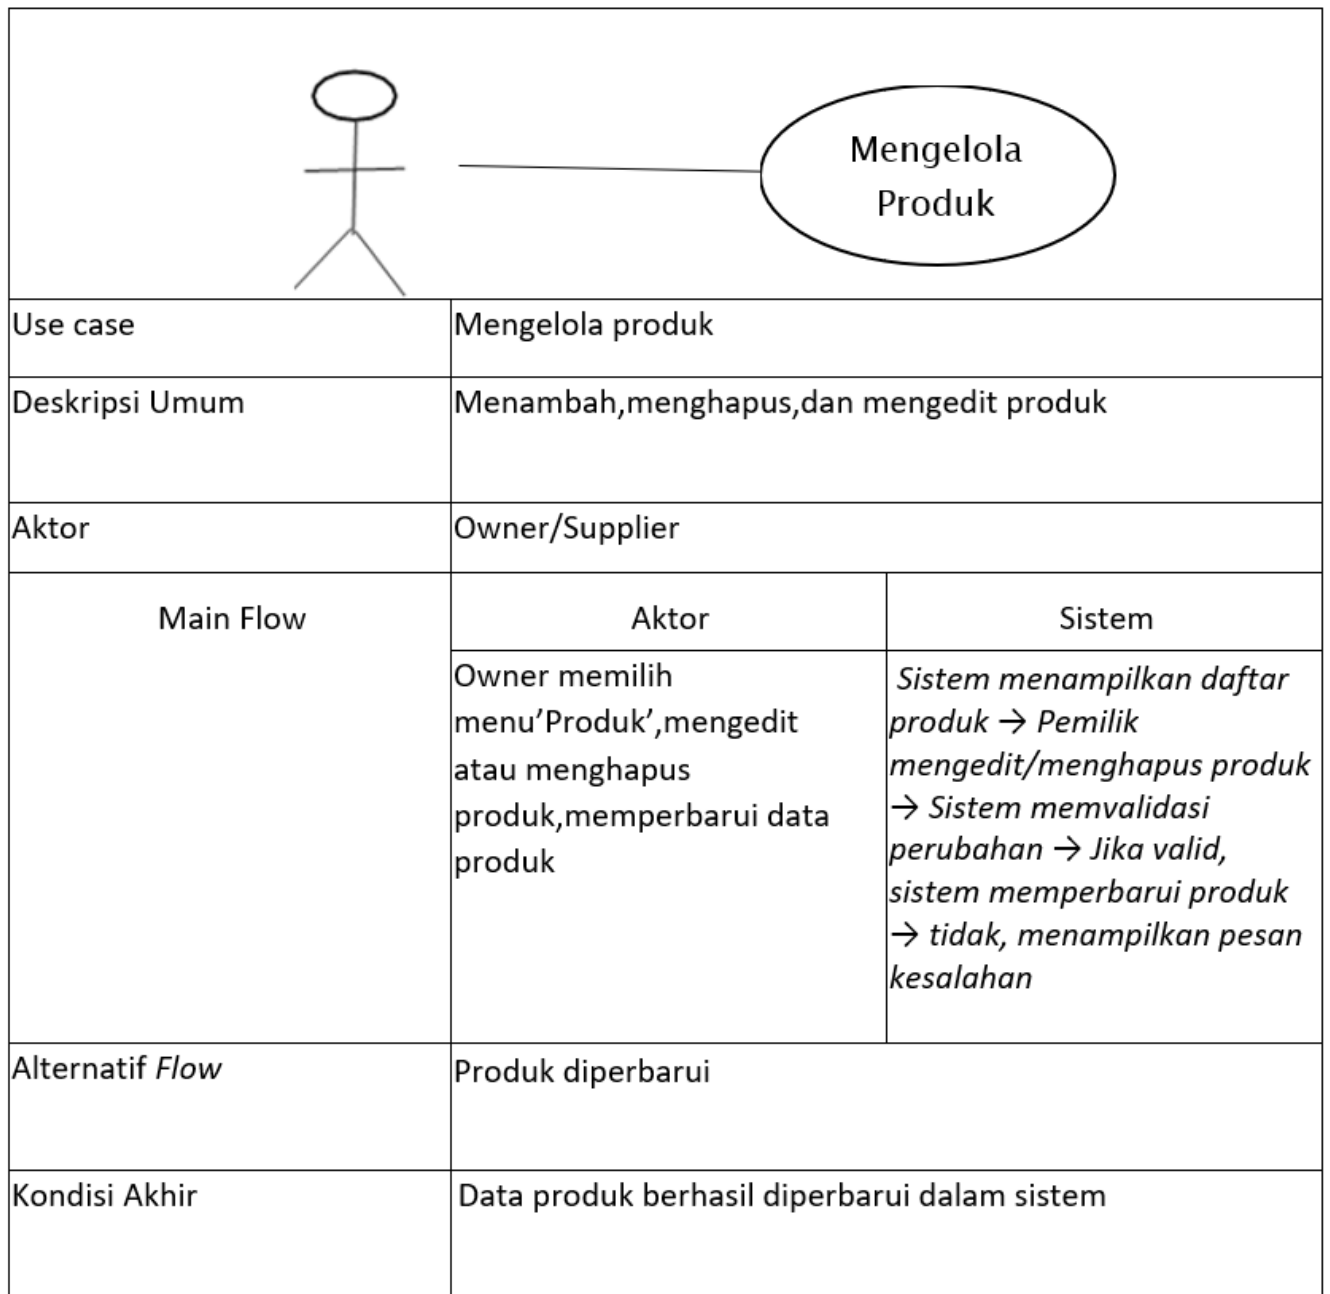 Mengelola
Produk
Use case
Mengelola produk
Deskripsi Umum
Menambah,menghapus,dan mengedit produk
Aktor
Owner/Supplier
Main Flow
Aktor
Sistem
Owner memilih
menu’Produk’,mengedit
atau menghapus
produk,memperbarui data
produk
Sistem menampilkan daftar
produk → Pemilik
mengedit/menghapus produk
→ Sistem memvalidasi
perubahan → Jika valid,
sistem memperbarui produk
→ tidak, menampilkan pesan
kesalahan
Alternatif Flow
Produk diperbarui
Kondisi Akhir
Data produk berhasil diperbarui dalam sistem